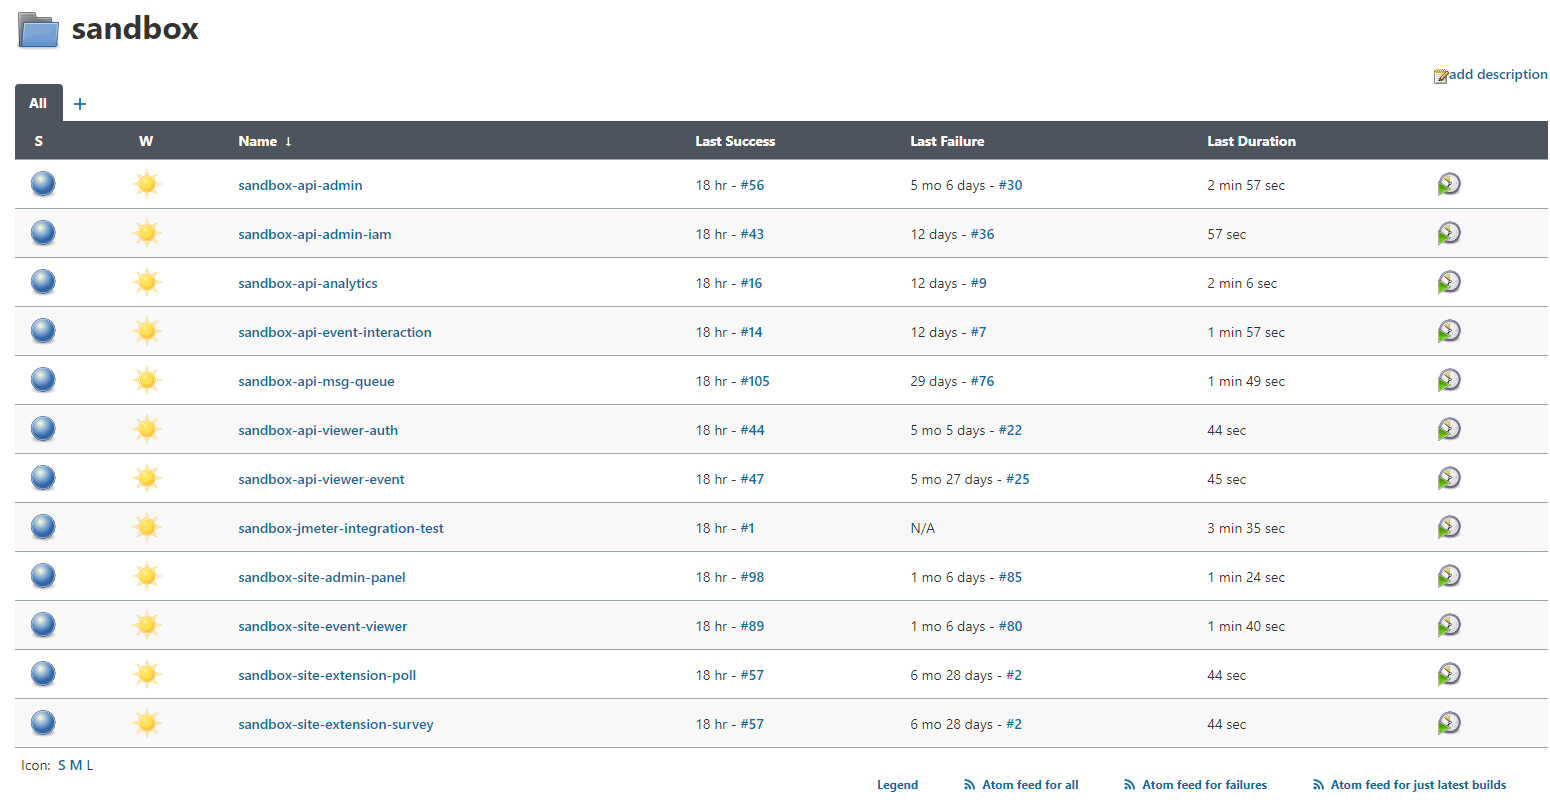 sandbox
add description
All +
S W Name ↓ Last Success Last Failure Last Duration
sandbox-api-admin 18 hr - #56 5 mo 6 days - #30 2 min 57 sec
sandbox-api-admin-iam 18 hr - #43 12 days - #36 57 sec
sandbox-api-analytics 18 hr - #16 12 days - #9 2 min 6 sec
sandbox-api-event-interaction 18 hr - #14 12 days - #7 1 min 57 sec
sandbox-api-msg-queue 18 hr - #105 29 days - #76 1 min 49 sec
sandbox-api-viewer-auth 18 hr - #44 5 mo 5 days - #22 44 sec
sandbox-api-viewer-event 18 hr - #47 5 mo 27 days - #25 45 sec
sandbox-jmeter-integration-test 18 hr - #1 N/A 3 min 35 sec
sandbox-site-admin-panel 18 hr - #98 1 mo 6 days - #85 1 min 24 sec
sandbox-site-event-viewer 18 hr - #89 1 mo 6 days - #80 1 min 40 sec
sandbox-site-extension-poll 18 hr - #57 6 mo 28 days - #2 44 sec
sandbox-site-extension-survey 18 hr - #57 6 mo 28 days - #2 44 sec
Icon: S M L
Legend Atom feed for all Atom feed for failures Atom feed for just latest builds